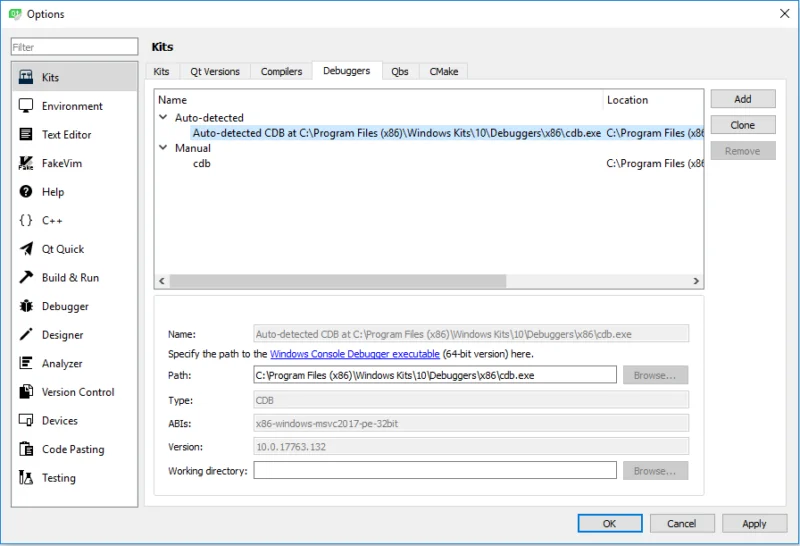 Options
Filter
Kits
Environment
Text Editor
FakeVim
Help
C++
Qt Quick
Build & Run
Debugger
Designer
Analyzer
Version Control
Devices
Code Pasting
Testing
Kits
Kits Qt Versions Compilers Debuggers Qbs CMake
Name Location
Auto-detected
Auto-detected CDB at C:\Program Files (x86)\Windows Kits\10\Debuggers\x86\cdb.exe C:\Program Files (x86
Manual
cdb C:\Program Files (x86
Add
Clone
Remove
Name: Auto-detected CDB at C:\Program Files (x86)\Windows Kits\10\Debuggers\x86\cdb.exe
Specify the path to the Windows Console Debugger executable (64-bit version) here.
Path: C:\Program Files (x86)\Windows Kits\10\Debuggers\x86\cdb.exe Browse...
Type: CDB
ABIs: x86-windows-msvc2017-pe-32bit
Version: 10.0.17763.132
Working directory: Browse...
OK Cancel Apply